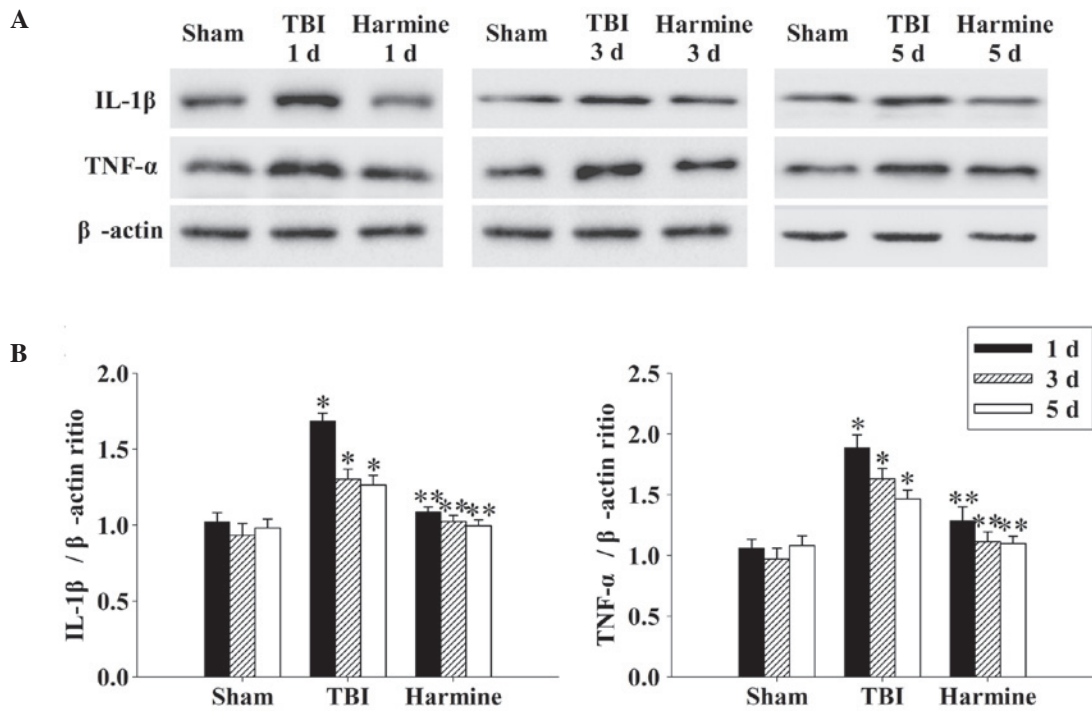 A
Sham TBI Harmine Sham TBI Harmine Sham TBI Harmine
1 d 1 d 3 d 3 d 5 d 5 d
IL-1β
TNF-α
β -actin
B
1 d
3 d
5 d
IL-1β / β -actin ritio
2.0
1.5
1.0
0.5
0.0
*
*
*
**
**
**
Sham TBI Harmine
TNF-α / β -actin ritio
2.5
2.0
1.5
1.0
0.5
0.0
*
*
*
**
**
**
Sham TBI Harmine